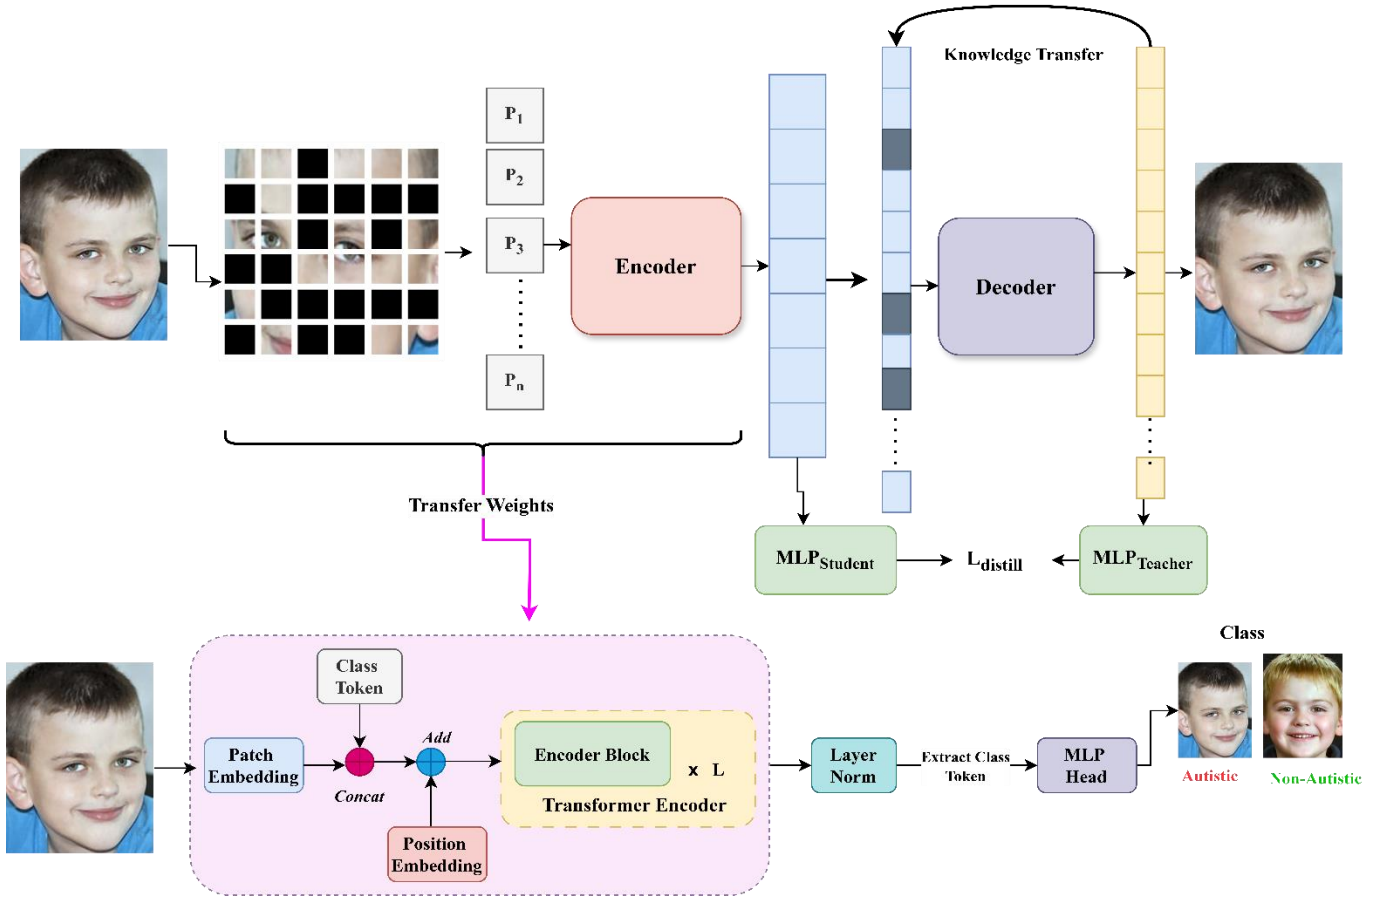 Knowledge Transfer
P1
P2
P3
Pn
Encoder
Decoder
Transfer Weights
MLPStudent
Ldistill
MLPTeacher
Class
Class
Token
Patch
Embedding
Concat
Add
Position
Embedding
Encoder Block
x L
Transformer Encoder
Layer
Norm
Extract Class
Token
MLP
Head
Autistic
Non-Autistic